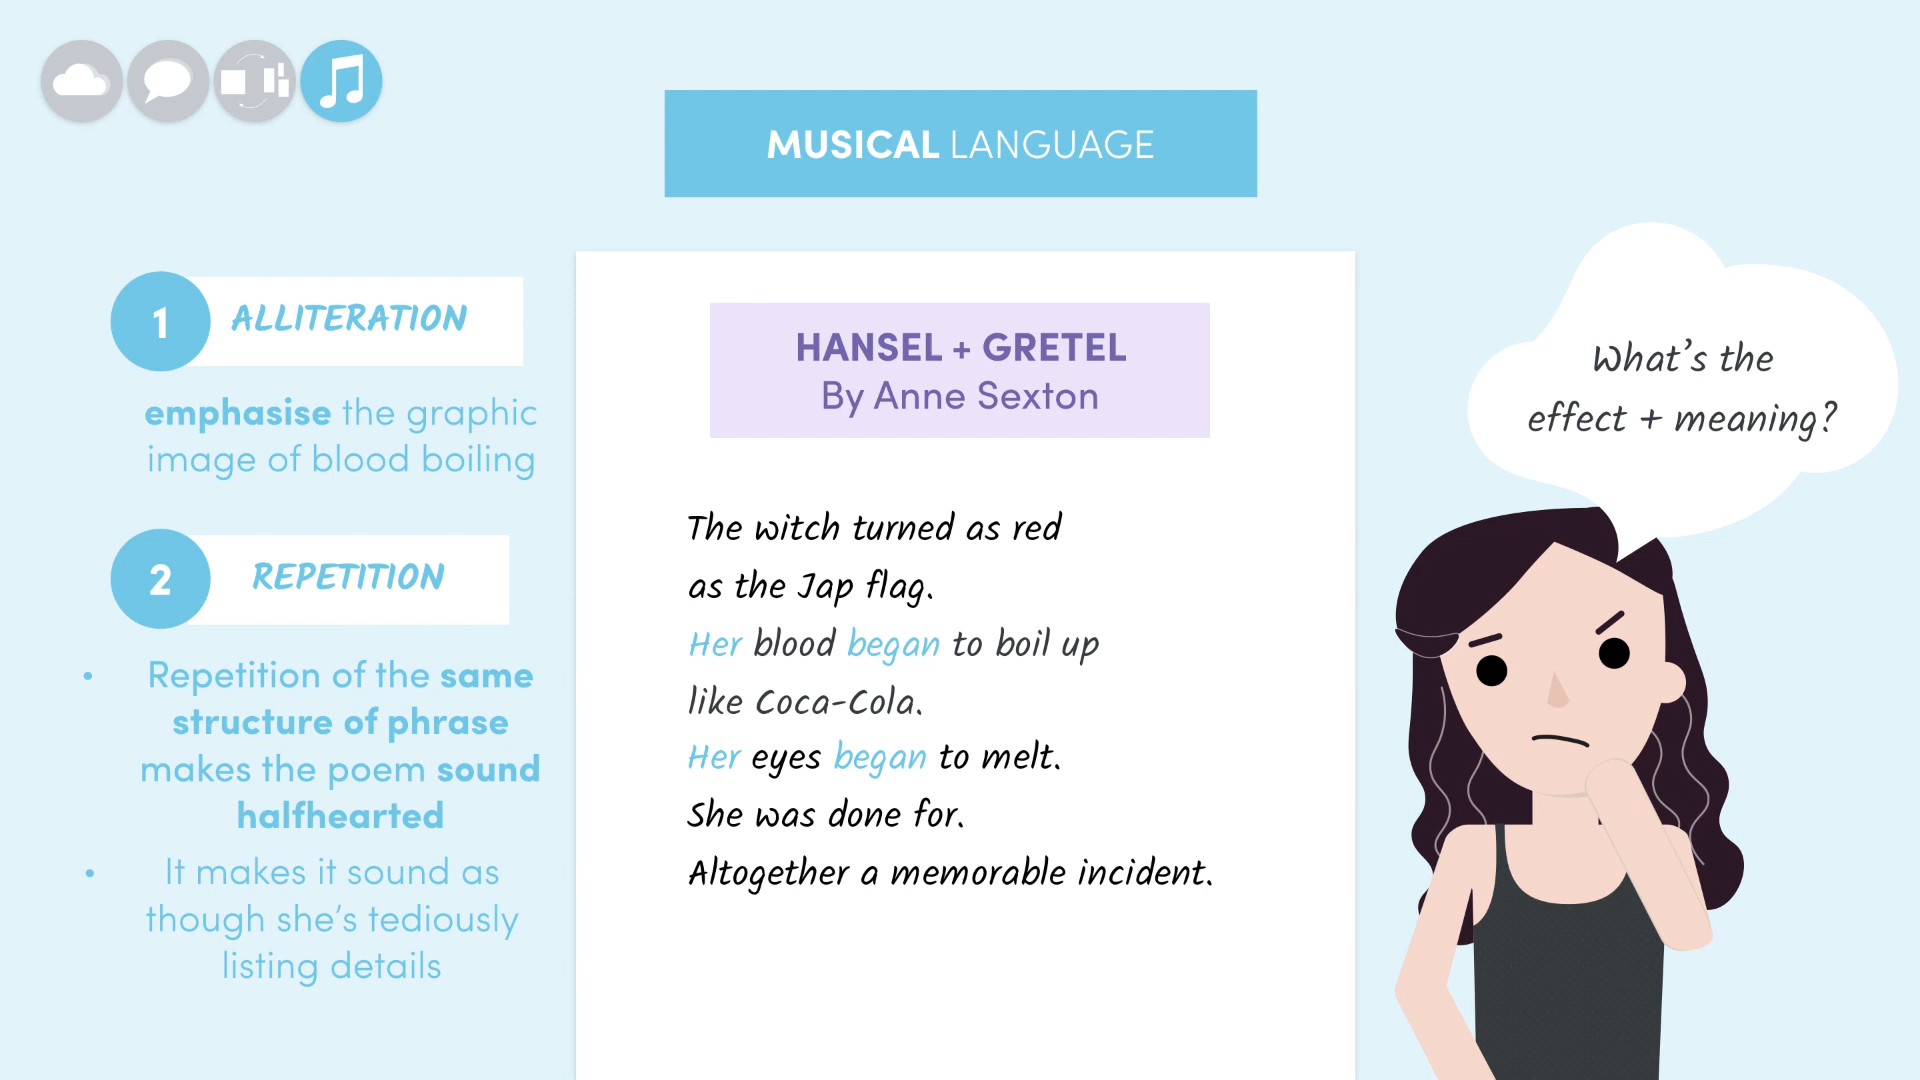 MUSICAL LANGUAGE
1
ALLITERATION
emphasise the graphic
image of blood boiling
2
REPETITION
• Repetition of the same
structure of phrase
makes the poem sound
halfhearted
• It makes it sound as
though she's tediously
listing details
HANSEL + GRETEL
By Anne Sexton
The witch turned as red
as the Jap flag.
Her blood began to boil up
like Coca-Cola.
Her eyes began to melt.
She was done for.
Altogether a memorable incident.
What's the
effect + meaning?